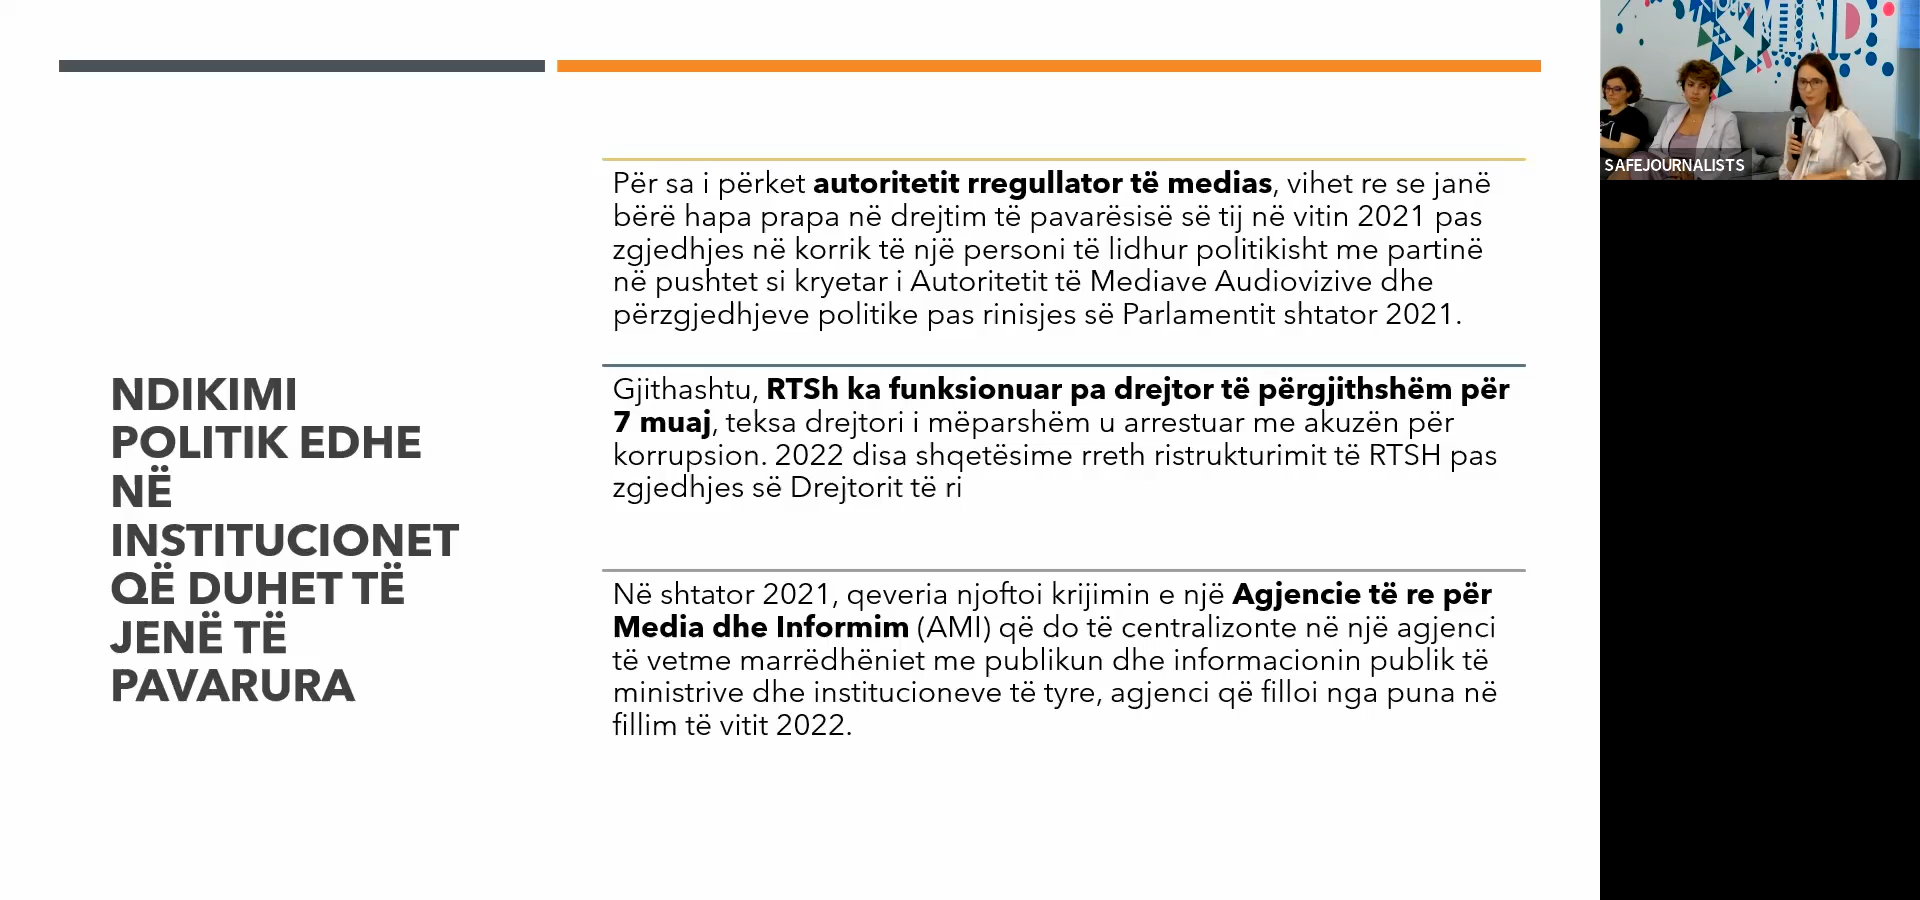 NDIKIMI
POLITIK EDHE
NË
INSTITUCIONET
QË DUHET TË
JENË TË
PAVARURA
Për sa i përket autoritetit rregullator të medias, vihet re se janë
bërë hapa prapa në drejtim të pavarësisë së tij në vitin 2021 pas
zgjedhjes në korrik të një personi të lidhur politikisht me partinë
në pushtet si kryetar i Autoritetit të Mediave Audiovizive dhe
përzgjedhjeve politike pas rinisjes së Parlamentit shtator 2021.
Gjithashtu, RTSh ka funksionuar pa drejtor të përgjithshëm për
7 muaj, teksa drejtori i mëparshëm u arrestuar me akuzën për
korrupsion. 2022 disa shqetësime rreth ristrukturimit të RTSH pas
zgjedhjes së Drejtorit të ri
Në shtator 2021, qeveria njoftoi krijimin e një Agjencie të re për
Media dhe Informim (AMI) që do të centralizonte në një agjenci
të vetme marrëdhëniet me publikun dhe informacionin publik të
ministrive dhe institucioneve të tyre, agjenci që filloi nga puna në
fillim të vitit 2022.
MIND
SAFEJOURNALISTS